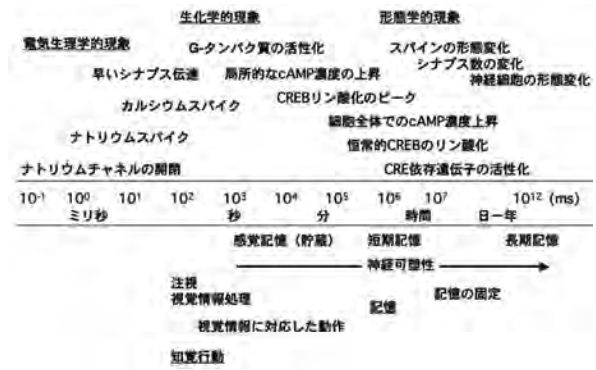 生化学的現象 形態学的現象
電気生理学的現象 G-タンパク質の活性化 スパインの形態変化
シナプス数の変化
早いシナプス伝達 局所的なcAMP濃度の上昇 神経細胞の形態変化
カルシウムスパイク CREBリン酸化のピーク
細胞全体でのcAMP濃度上昇
ナトリウムスパイク 恒常的CREBのリン酸化
ナトリウムチャネルの開閉 CRE依存遺伝子の活性化
10-1 100 101 102 103 104 105 106 107 1012 (ms)
ミリ秒 秒 分 時間 日一年
感覚記憶（貯蔵） 短期記憶 長期記憶
神経可塑性
注視
視覚情報処理 記憶 記憶の固定
視覚情報に対応した動作
知覚行動